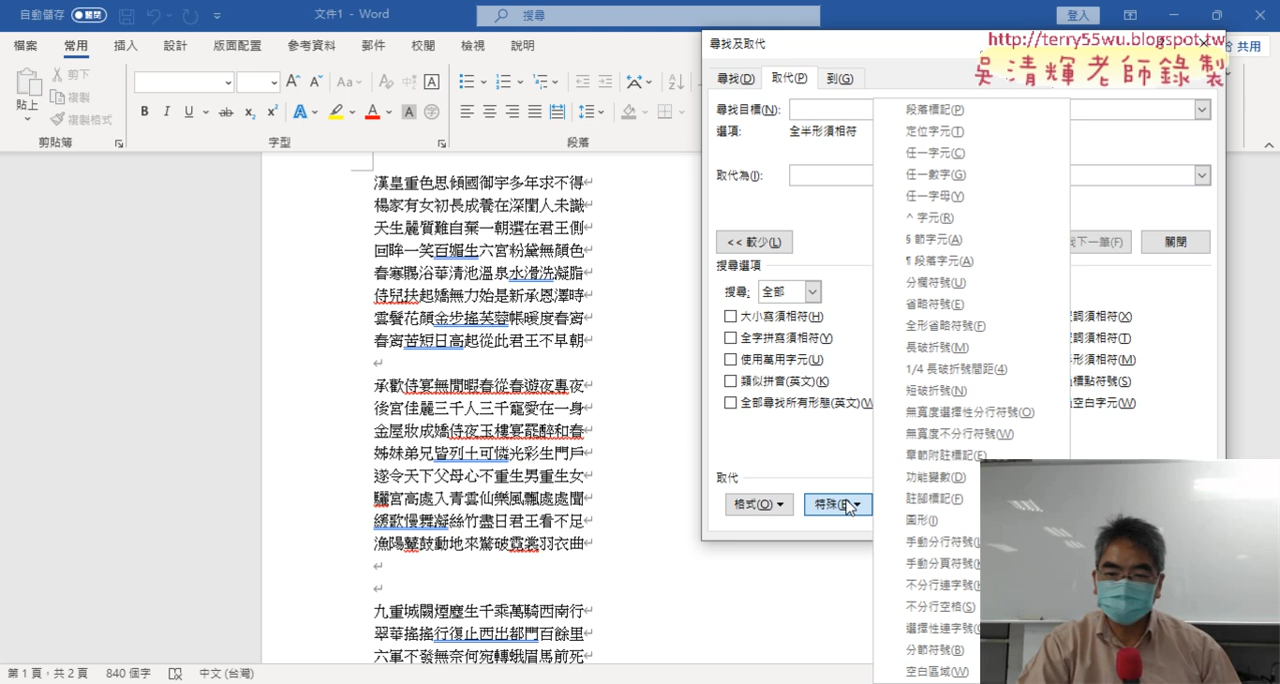 自動儲存 關閉 文件1 - Word 搜尋 登入
檔案 常用 插入 設計 版面配置 參考資料 郵件 校閱 檢視 說明 共用
貼上 剪下 複製 複製格式
剪貼簿 字型 段落
http://terry55wu.blogspot.tw
吳清輝老師錄製
漢皇重色思傾國御宇多年求不得
楊家有女初長成養在深閨人未識
天生麗質難自棄一朝選在君王側
回眸一笑百媚生六宮粉黛無顏色
春寒賜浴華清池溫泉水滑洗凝脂
侍兒扶起嬌無力始是新承恩澤時
雲鬢花顏金步搖芙蓉帳暖度春宵
春宵苦短日高起從此君王不早朝
承歡侍宴無閒暇春從春遊夜專夜
後宮佳麗三千人三千寵愛在一身
金屋妝成嬌侍夜玉樓宴罷醉和春
姊妹弟兄皆列土可憐光彩生門戶
遂令天下父母心不重生男重生女
驪宮高處入青雲仙樂風飄處處聞
緩歌慢舞凝絲竹盡日君王看不足
漁陽鼙鼓動地來驚破霓裳羽衣曲
九重城闕煙塵生千乘萬騎西南行
翠華搖搖行復止西出都門百餘里
六軍不發無奈何宛轉蛾眉馬前死
尋找及取代
尋找(D) 取代(P) 到(G)
尋找目標(N):
選項: 全半形須相符
取代為(I):
<< 較少(L) 找下一筆(F) 關閉
搜尋選項
搜尋: 全部
大小寫須相符(H)
全字拼寫須相符(Y)
使用萬用字元(U)
類似拼音(英文)(K)
全部尋找所有形態(英文)(W
詞須相符(X)
詞須相符(T)
形須相符(M)
標點符號(S)
空白字元(W)
取代
格式(O) 特殊(E)
段落標記(P)
定位字元(T)
任一字元(C)
任一數字(G)
任一字母(Y)
^ 字元(R)
§ 節字元(A)
¶ 段落字元(A)
分欄符號(U)
省略符號(E)
全形省略符號(F)
長破折號(M)
1/4 長破折號間距(4)
短破折號(N)
無寬度選擇性分行符號(O)
無寬度不分行符號(W)
章節附註標記(E)
功能變數(D)
註腳標記(F)
圖形(I)
手動分行符號(L
手動分頁符號(
不分行連字號(
不分行空格(S)
選擇性連字號(
分節符號(B)
空白區域(W)
第 1 頁，共 2 頁 840 個字 中文 (台灣)